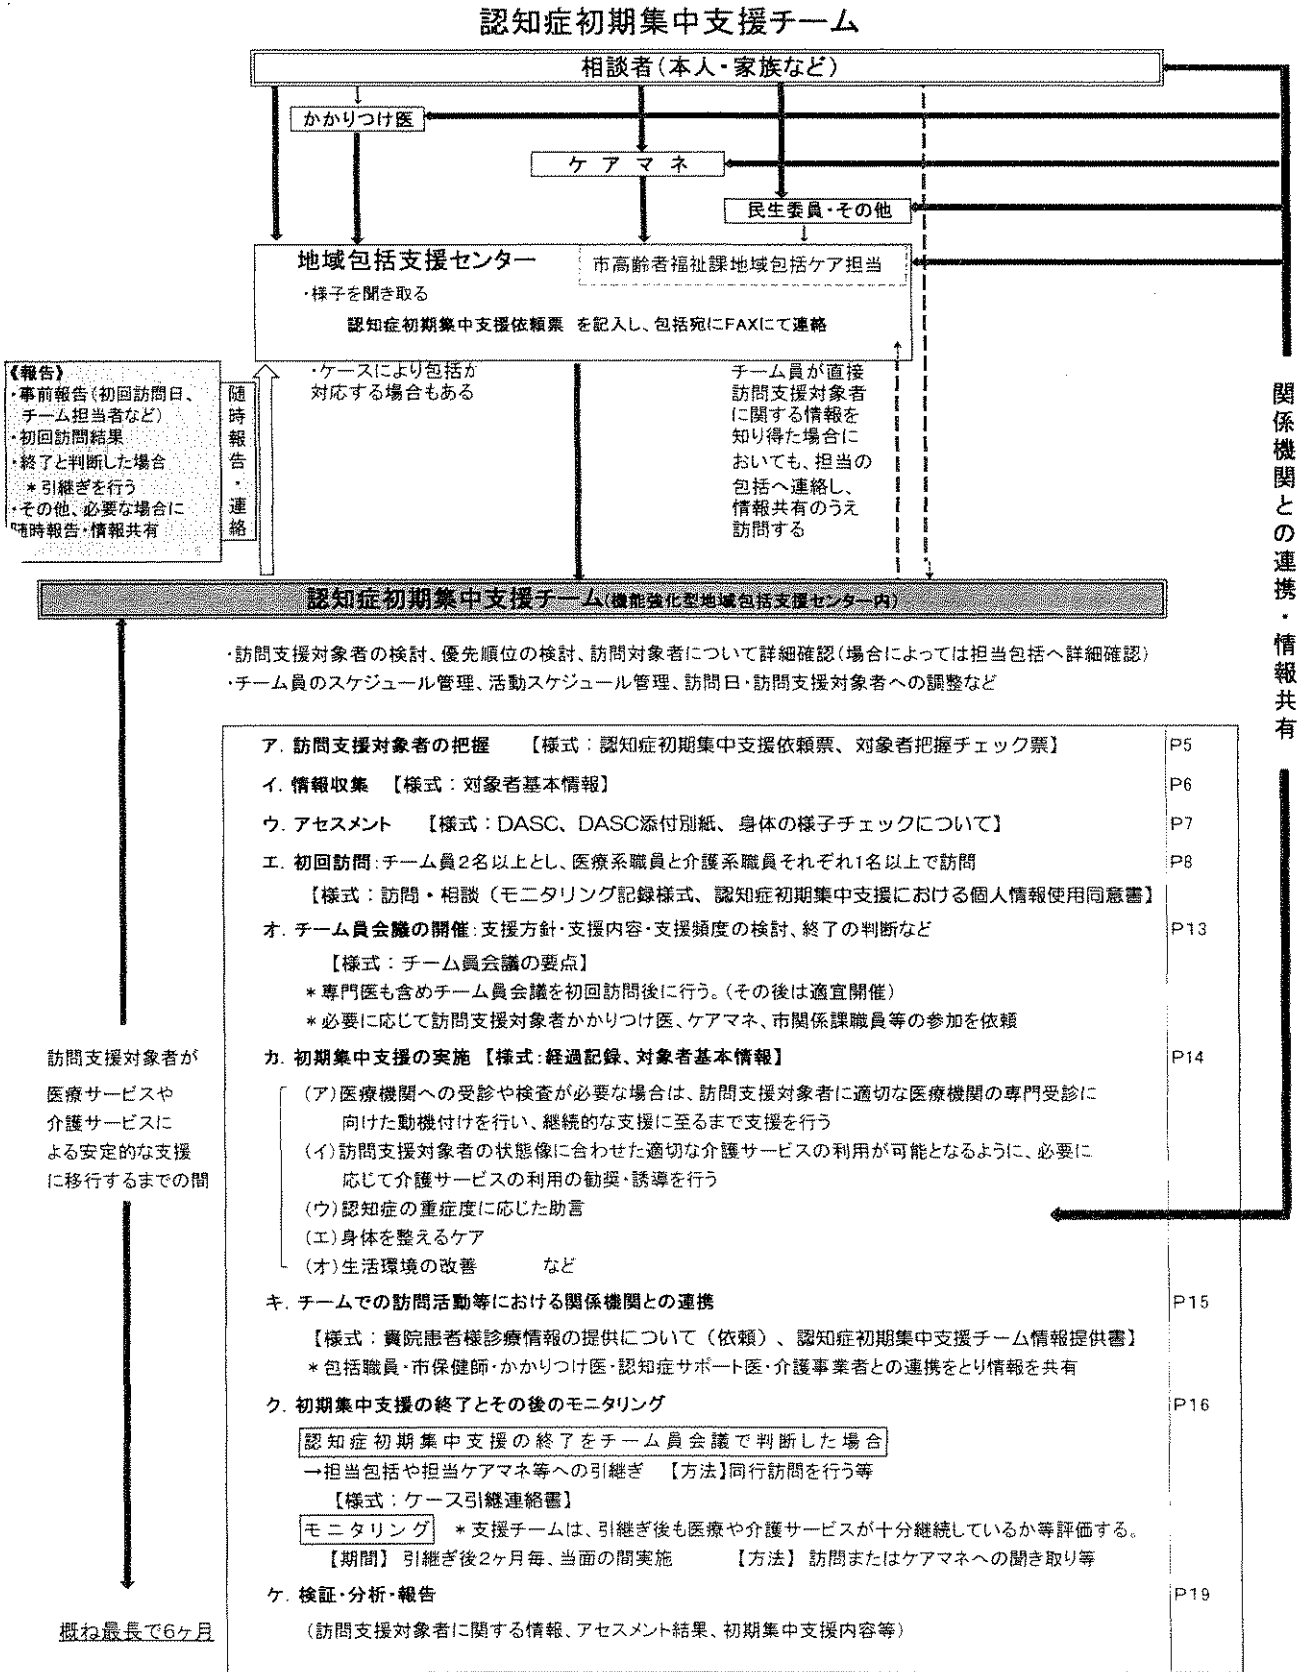 認知症初期集中支援チーム
相談者(本人・家族など)
かかりつけ医
ケアマネ
民生委員・その他
地域包括支援センター
市高齢者福祉課地域包括ケア担当
・様子を聞き取る
認知症初期集中支援依頼票 を記入し、包括宛にFAXにて連絡
《報告》
・事前報告(初回訪問日、
チーム担当者など)
・初回訪問結果
・終了と判断した場合
＊引継ぎを行う
・その他、必要な場合に
随時報告・情報共有
随時報告・連絡
・ケースにより包括が
対応する場合もある
チーム員が直接
訪問支援対象者
に関する情報を
知り得た場合に
おいても、担当の
包括へ連絡し、
情報共有のうえ
訪問する
関係機関との連携・情報共有
認知症初期集中支援チーム(機能強化型地域包括支援センター内)
・訪問支援対象者の検討、優先順位の検討、訪問対象者について詳細確認(場合によっては担当包括へ詳細確認)
・チーム員のスケジュール管理、活動スケジュール管理、訪問日・訪問支援対象者への調整など
訪問支援対象者が
医療サービスや
介護サービスに
よる安定的な支援
に移行するまでの間
概ね最長で6ヶ月
ア. 訪問支援対象者の把握 【様式：認知症初期集中支援依頼票、対象者把握チェック票】 P5
イ. 情報収集 【様式：対象者基本情報】 P6
ウ. アセスメント 【様式：DASC、DASC添付別紙、身体の様子チェックについて】 P7
エ. 初回訪問：チーム員2名以上とし、医療系職員と介護系職員それぞれ1名以上で訪問 P8
【様式：訪問・相談（モニタリング記録様式、認知症初期集中支援における個人情報使用同意書】
オ. チーム員会議の開催：支援方針・支援内容・支援頻度の検討、終了の判断など P13
【様式：チーム員会議の要点】
＊専門医も含めチーム員会議を初回訪問後に行う。(その後は適宜開催)
＊必要に応じて訪問支援対象者かかりつけ医、ケアマネ、市関係課職員等の参加を依頼
カ. 初期集中支援の実施 【様式：経過記録、対象者基本情報】 P14
(ア)医療機関への受診や検査が必要な場合は、訪問支援対象者に適切な医療機関の専門受診に
向けた動機付けを行い、継続的な支援に至るまで支援を行う
(イ)訪問支援対象者の状態像に合わせた適切な介護サービスの利用が可能となるように、必要に
応じて介護サービスの利用の勧奨・誘導を行う
(ウ)認知症の重症度に応じた助言
(エ)身体を整えるケア
(オ)生活環境の改善 など
キ. チームでの訪問活動等における関係機関との連携 P15
【様式：貴院患者様診療情報の提供について（依頼）、認知症初期集中支援チーム情報提供書】
＊包括職員・市保健師・かかりつけ医・認知症サポート医・介護事業者との連携をとり情報を共有
ク. 初期集中支援の終了とその後のモニタリング P16
認知症初期集中支援の終了をチーム員会議で判断した場合
→担当包括や担当ケアマネ等への引継ぎ 【方法】同行訪問を行う等
【様式：ケース引継連絡書】
モニタリング ＊支援チームは、引継ぎ後も医療や介護サービスが十分継続しているか等評価する。
【期間】 引継ぎ後2ヶ月毎、当面の間実施 【方法】 訪問またはケアマネへの聞き取り等
ケ. 検証・分析・報告 P19
(訪問支援対象者に関する情報、アセスメント結果、初期集中支援内容等)